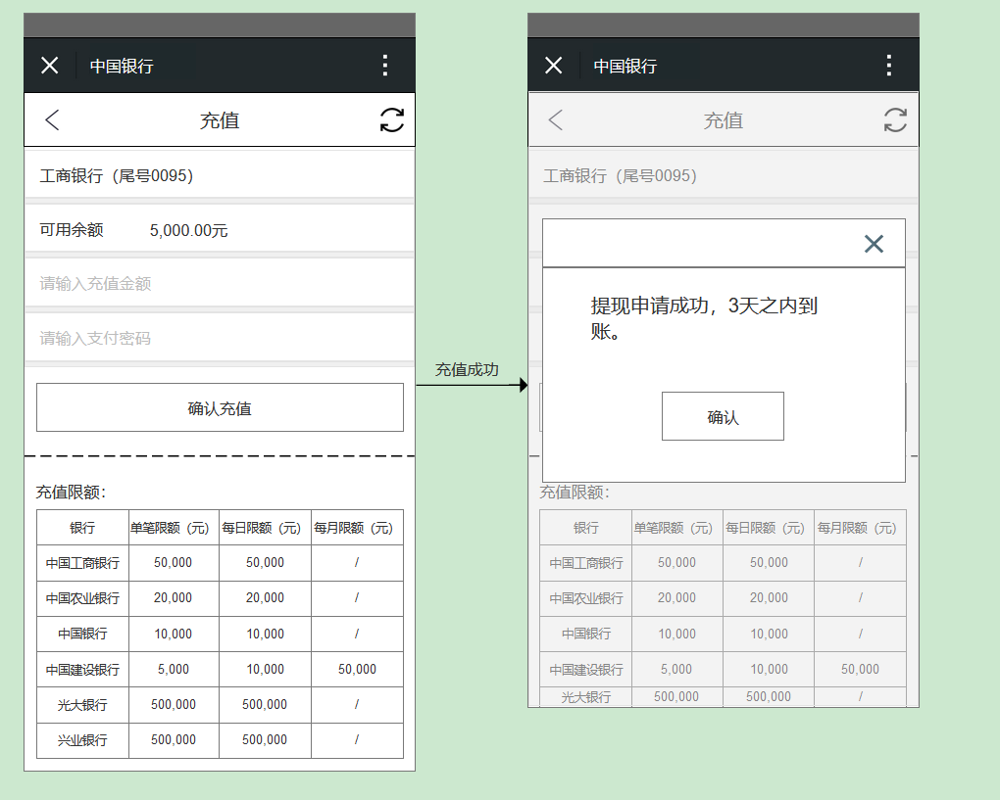 中国银行
充值
工商银行（尾号0095）
可用余额 5,000.00元
请输入充值金额
请输入支付密码
确认充值
充值限额：
银行 单笔限额（元） 每日限额（元） 每月限额（元）
中国工商银行 50,000 50,000 /
中国农业银行 20,000 20,000 /
中国银行 10,000 10,000 /
中国建设银行 5,000 10,000 50,000
光大银行 500,000 500,000 /
兴业银行 500,000 500,000 /
充值成功
中国银行
充值
工商银行（尾号0095）
提现申请成功，3天之内到
账。
确认
充值限额：
银行 单笔限额（元） 每日限额（元） 每月限额（元）
中国工商银行 50,000 50,000 /
中国农业银行 20,000 20,000 /
中国银行 10,000 10,000 /
中国建设银行 5,000 10,000 50,000
光大银行 500,000 500,000 /